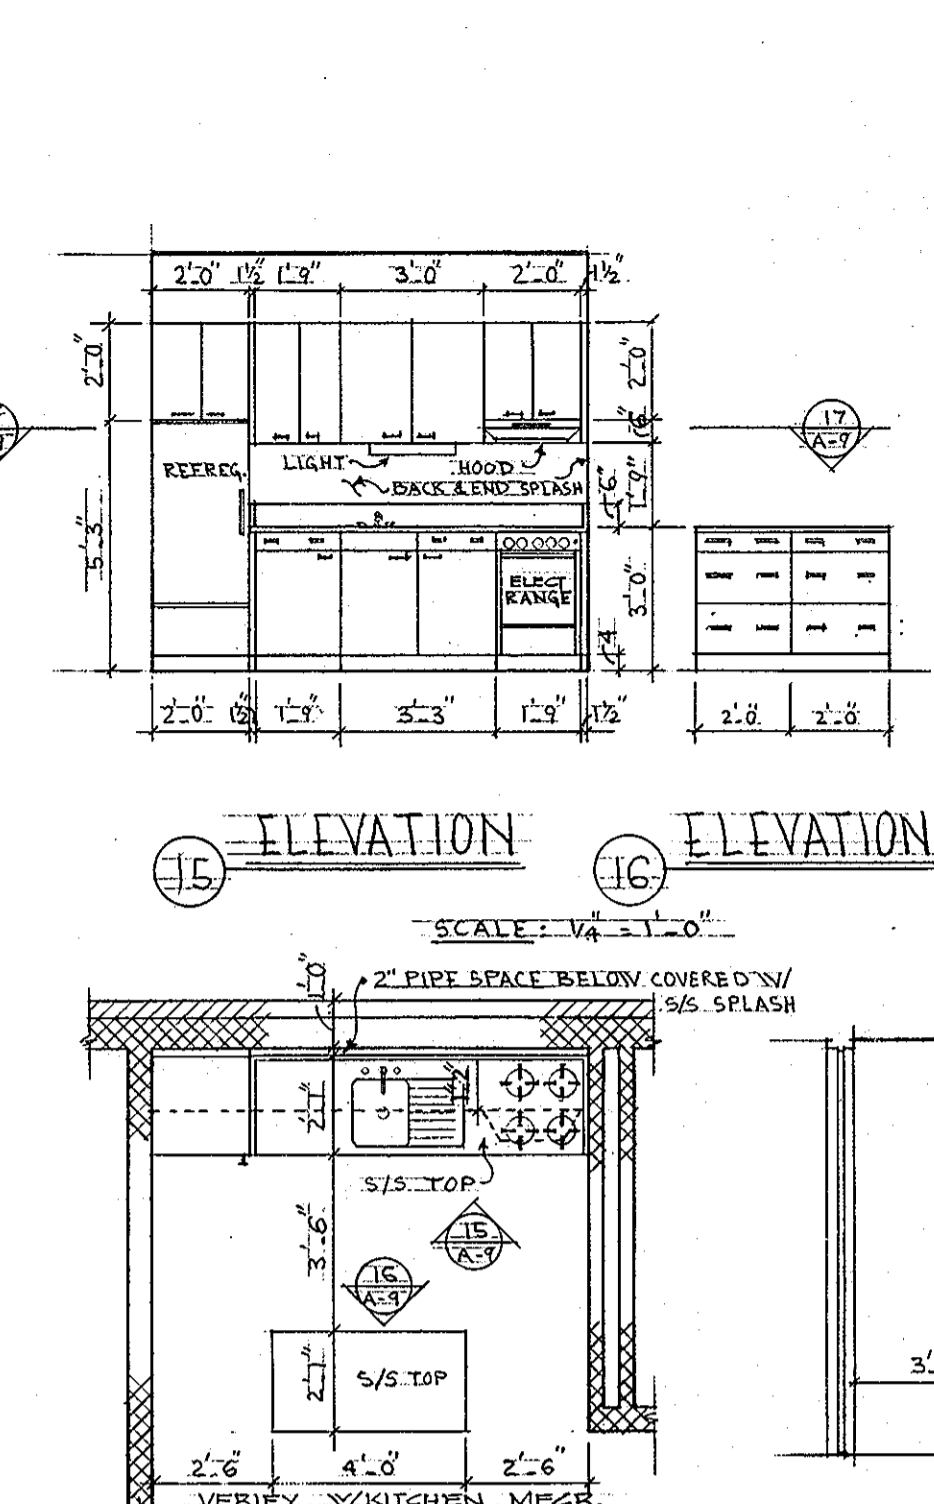 2'-0" 1½" 1'-9" 3'-0" 2'-0" 1½"
2'-0"
2'-0"
6"
17
A-9
REFREG.
LIGHT
HOOD
BACK & END SPLASH
6"
1'-9"
5'-3"
ELECT
RANGE
3'-0"
4"
2'-0" 1½" 1'-9" 3'-3" 1'-9" 1½"
2'-0" 2'-0"
15 ELEVATION
16 ELEVATION
SCALE: ¼" = 1'-0"
1'-0"
2" PIPE SPACE BELOW COVERED W/
S/S SPLASH
2'-1"
1'-2"
S/S TOP
15
A-9
3'-6"
16
A-9
2'-1"
S/S TOP
3'-
2'-6" 4'-0" 2'-6"
VERIFY W/KITCHEN MFGR.